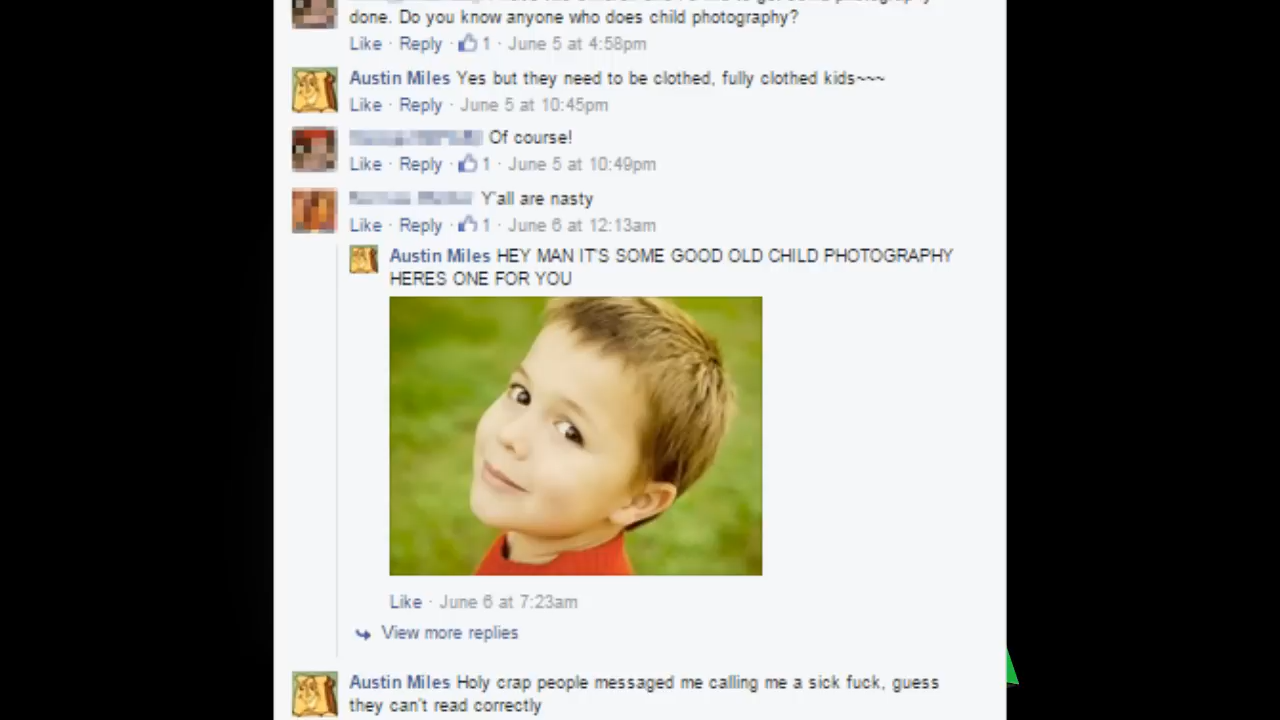 done. Do you know anyone who does child photography?
Like · Reply · 1 · June 5 at 4:58pm
Austin Miles Yes but they need to be clothed, fully clothed kids~~~
Like · Reply · June 5 at 10:45pm
Of course!
Like · Reply · 1 · June 5 at 10:49pm
Y'all are nasty
Like · Reply · 1 · June 6 at 12:13am
Austin Miles HEY MAN IT'S SOME GOOD OLD CHILD PHOTOGRAPHY
HERES ONE FOR YOU
Like · June 6 at 7:23am
View more replies
Austin Miles Holy crap people messaged me calling me a sick fuck, guess
they can't read correctly